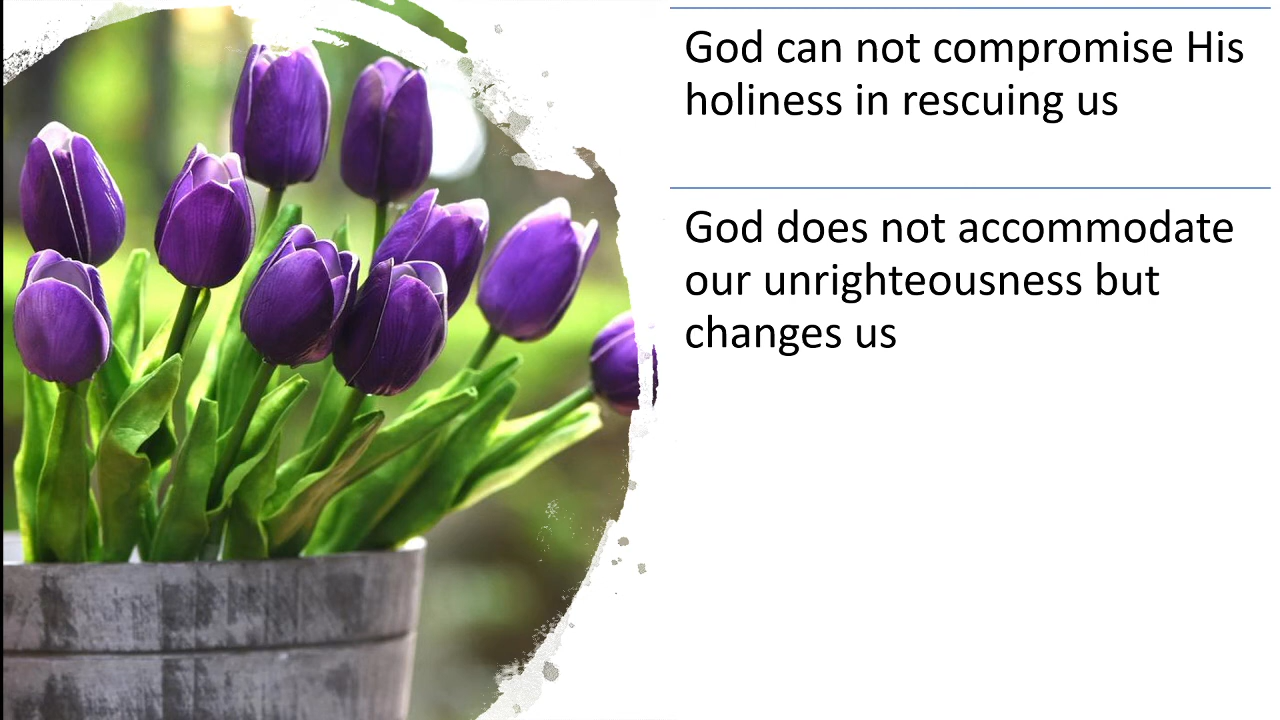 God can not compromise His
holiness in rescuing us
God does not accommodate
our unrighteousness but
changes us